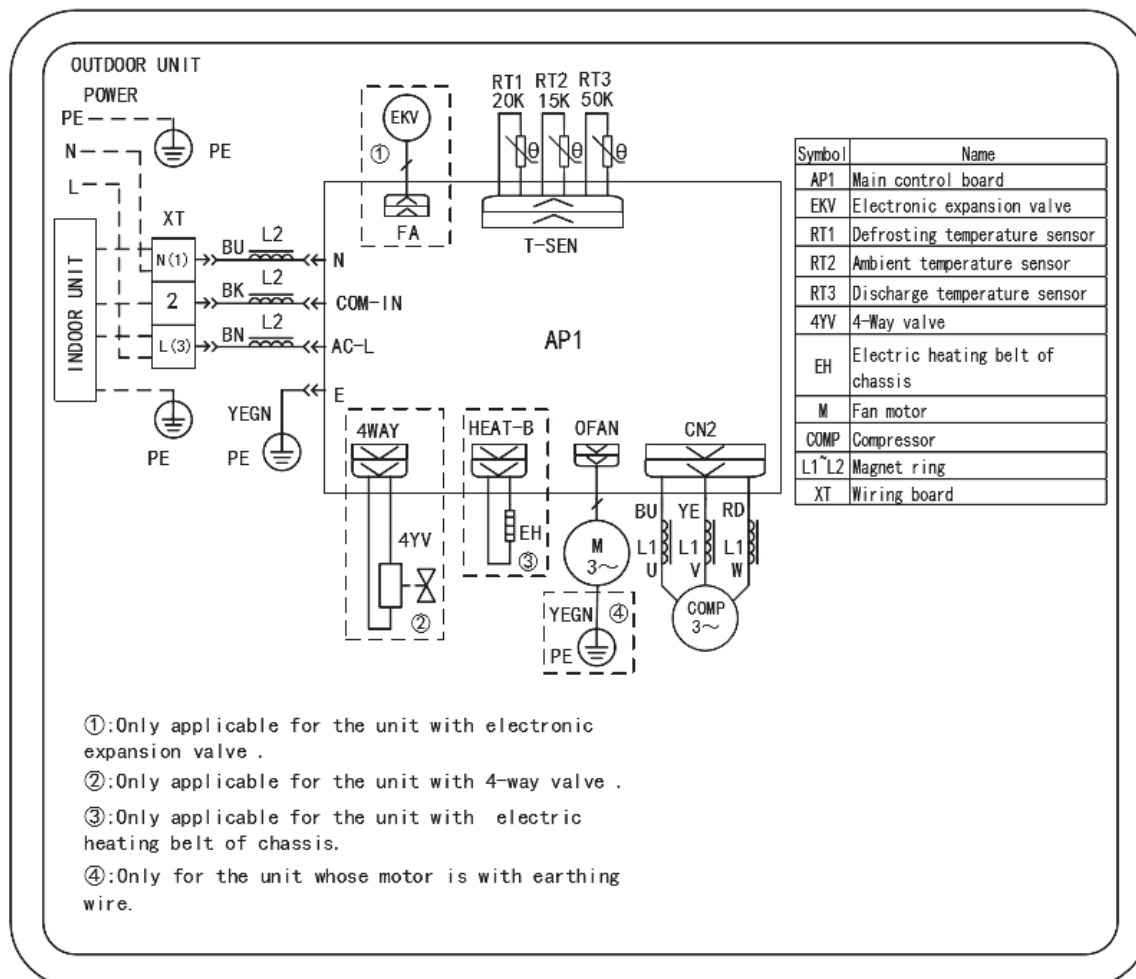 OUTDOOR UNIT
POWER
PE
N
L
PE
XT
INDOOR UNIT
N(1)
2
L(3)
BU L2
BK L2
BN L2
N
COM-IN
AC-L
E
YEGN
PE
PE
EKV
①
FA
RT1 RT2 RT3
20K 15K 50K
θ θ θ
T-SEN
AP1
4WAY
4YV
②
HEAT-B
EH
③
OFAN
M
3～
YEGN ④
PE
CN2
BU YE RD
L1 L1 L1
U V W
COMP
3～
Symbol Name
AP1 Main control board
EKV Electronic expansion valve
RT1 Defrosting temperature sensor
RT2 Ambient temperature sensor
RT3 Discharge temperature sensor
4YV 4-Way valve
EH Electric heating belt of
chassis
M Fan motor
COMP Compressor
L1~L2 Magnet ring
XT Wiring board
①:Only applicable for the unit with electronic
expansion valve .
②:Only applicable for the unit with 4-way valve .
③:Only applicable for the unit with electric
heating belt of chassis.
④:Only for the unit whose motor is with earthing
wire.